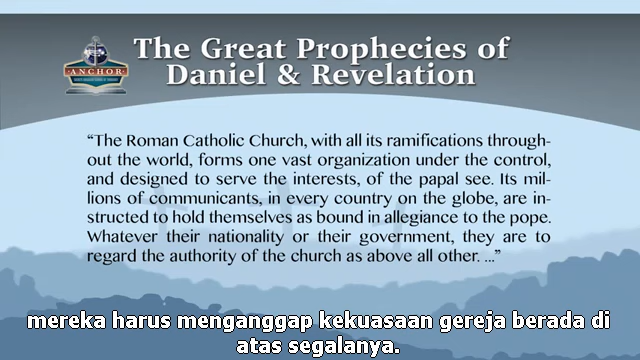 The Great Prophecies of
Daniel & Revelation
ANCHOR
“The Roman Catholic Church, with all its ramifications through-
out the world, forms one vast organization under the control,
and designed to serve the interests, of the papal see. Its mil-
lions of communicants, in every country on the globe, are in-
structed to hold themselves as bound in allegiance to the pope.
Whatever their nationality or their government, they are to
regard the authority of the church as above all other. ...”
mereka harus menganggap kekuasaan gereja berada di
atas segalanya.